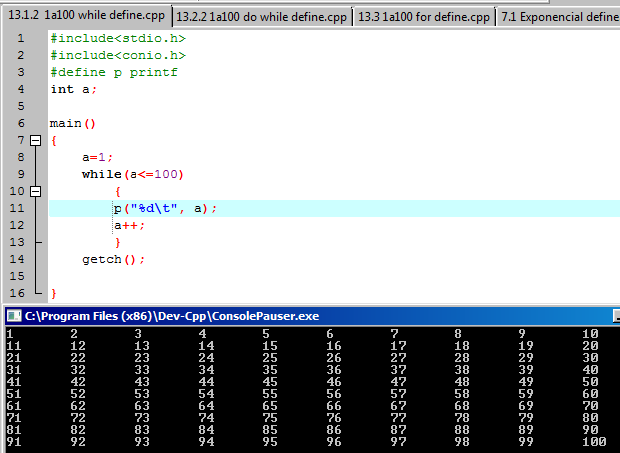 13.1.2 1a100 while define.cpp 13.2.2 1a100 do while define.cpp 13.3 1a100 for define.cpp 7.1 Exponencial define
1 #include<stdio.h>
2 #include<conio.h>
3 #define p printf
4 int a;
5
6 main()
7 {
8 a=1;
9 while(a<=100)
10 {
11 p("%d\t", a);
12 a++;
13 }
14 getch();
15
16 }
C:\Program Files (x86)\Dev-Cpp\ConsolePauser.exe
1 2 3 4 5 6 7 8 9 10
11 12 13 14 15 16 17 18 19 20
21 22 23 24 25 26 27 28 29 30
31 32 33 34 35 36 37 38 39 40
41 42 43 44 45 46 47 48 49 50
51 52 53 54 55 56 57 58 59 60
61 62 63 64 65 66 67 68 69 70
71 72 73 74 75 76 77 78 79 80
81 82 83 84 85 86 87 88 89 90
91 92 93 94 95 96 97 98 99 100